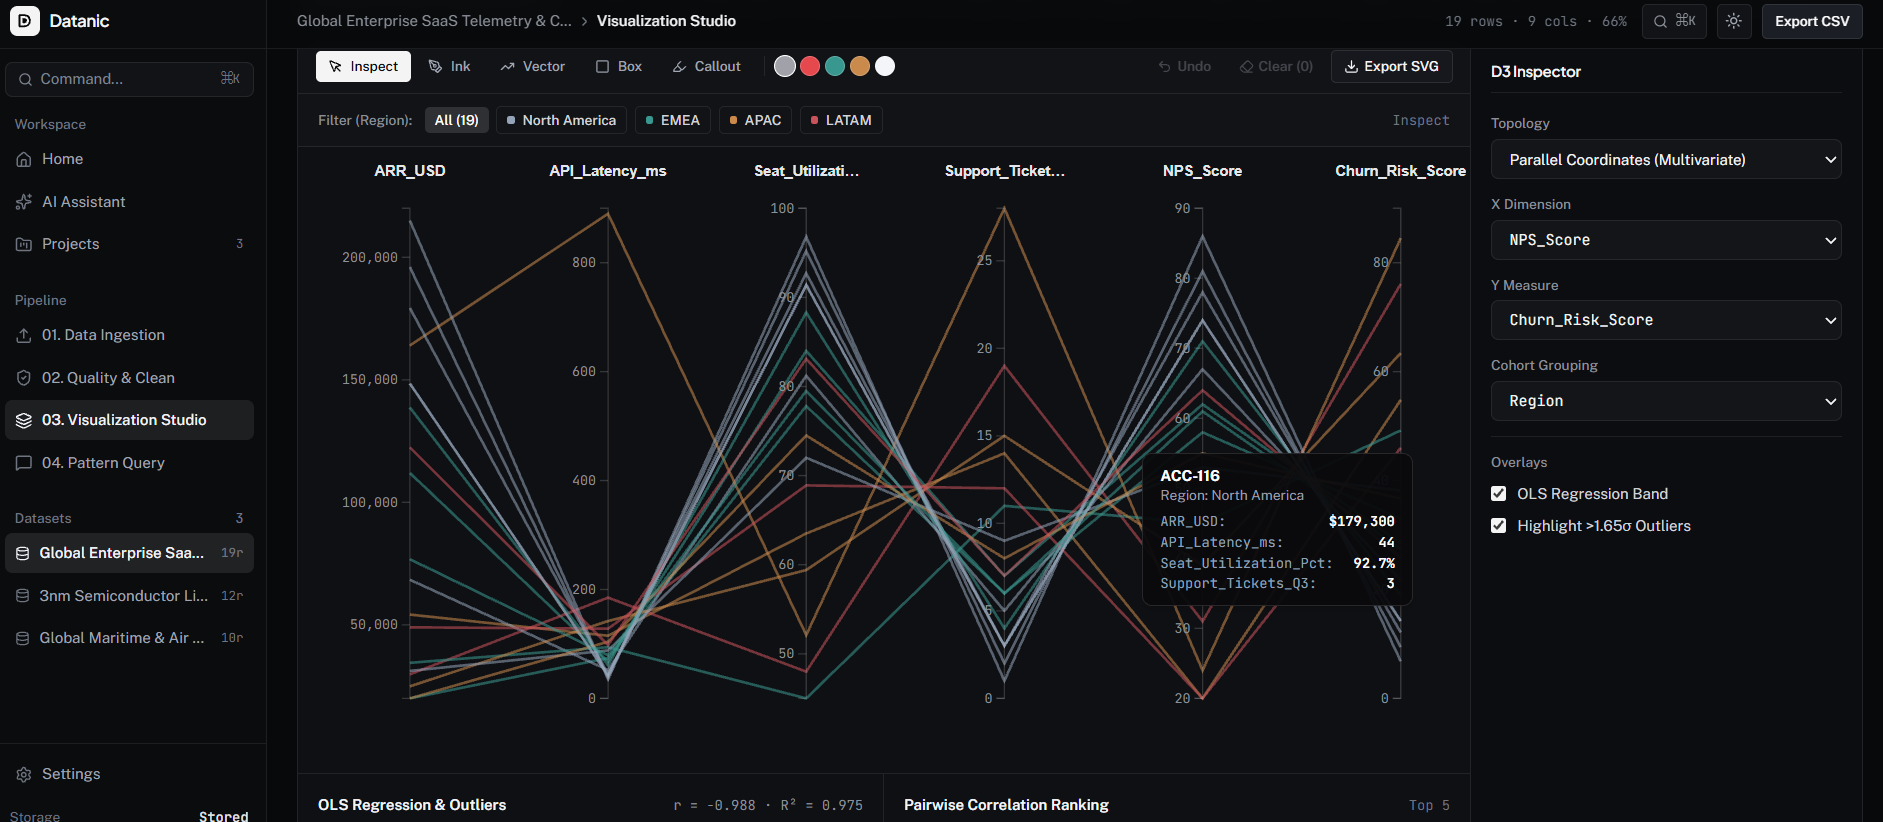 Datanic
Global Enterprise SaaS Telemetry & C... › Visualization Studio
19 rows · 9 cols · 66%
⌘K
Export CSV
Command...
⌘K
Workspace
Home
AI Assistant
Projects 3
Pipeline
01. Data Ingestion
02. Quality & Clean
03. Visualization Studio
04. Pattern Query
Datasets 3
Global Enterprise Saa... 19r
3nm Semiconductor Li... 12r
Global Maritime & Air ... 10r
Settings
Storage Stored
Inspect
Ink
Vector
Box
Callout
Undo
Clear (0)
Export SVG
Filter (Region):
All (19)
North America
EMEA
APAC
LATAM
Inspect
ARR_USD
API_Latency_ms
Seat_Utilizati...
Support_Ticket...
NPS_Score
Churn_Risk_Score
200,000
150,000
100,000
50,000
800
600
400
200
0
100
90
80
70
60
50
25
20
15
10
5
0
90
80
70
60
30
20
80
60
0
ACC-116
Region: North America
ARR_USD: $179,300
API_Latency_ms: 44
Seat_Utilization_Pct: 92.7%
Support_Tickets_Q3: 3
OLS Regression & Outliers
r = -0.988 · R² = 0.975
Pairwise Correlation Ranking
Top 5
D3 Inspector
Topology
Parallel Coordinates (Multivariate)
X Dimension
NPS_Score
Y Measure
Churn_Risk_Score
Cohort Grouping
Region
Overlays
OLS Regression Band
Highlight >1.65σ Outliers